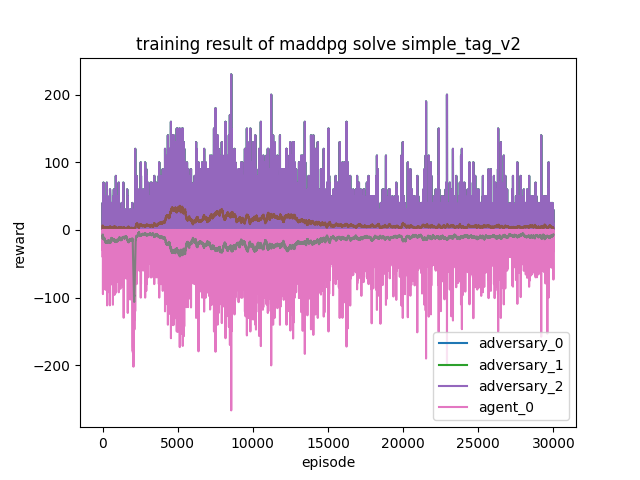 training result of maddpg solve simple_tag_v2
reward
200
100
0
−100
−200
0 5000 10000 15000 20000 25000 30000
episode
adversary_0
adversary_1
adversary_2
agent_0